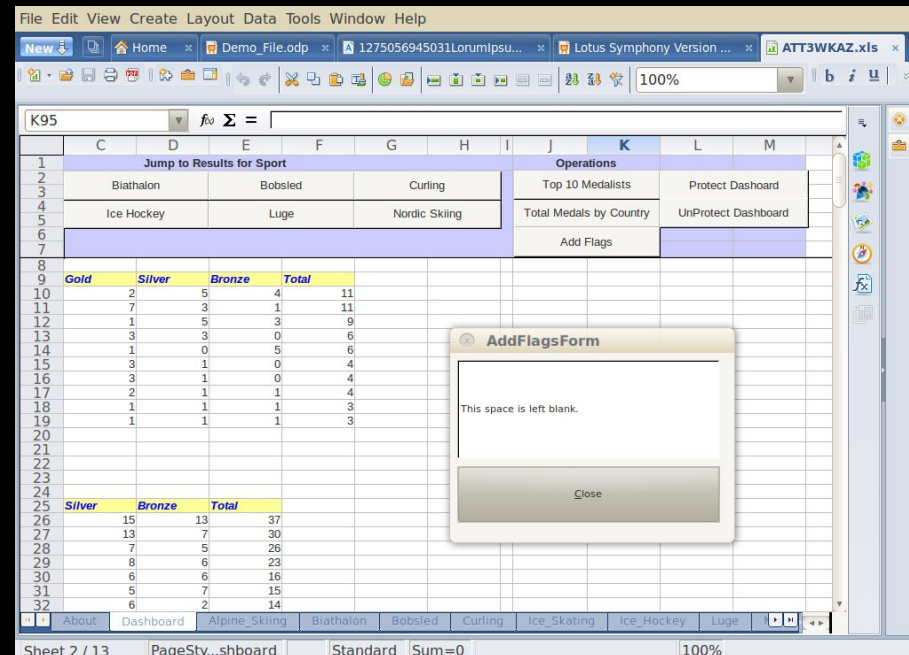 File Edit View Create Layout Data Tools Window Help
New Home Demo_File.odp 1275056945031LorumIpsu... Lotus Symphony Version ... ATT3WKAZ.xls
100% b i u
K95 f(x) Σ =
C D E F G H I J K L M
1 Jump to Results for Sport Operations
2 Biathalon Bobsled Curling Top 10 Medalists Protect Dashoard
3
4 Ice Hockey Luge Nordic Skiing Total Medals by Country UnProtect Dashboard
5
6 Add Flags
7
8
9 Gold Silver Bronze Total
10 2 5 4 11
11 7 3 1 11
12 1 5 3 9
13 3 3 0 6
14 1 0 5 6
15 3 1 0 4
16 3 1 0 4
17 2 1 1 4
18 1 1 1 3
19 1 1 1 3
20
21
22
23
24
25 Silver Bronze Total
26 15 13 37
27 13 7 30
28 7 5 26
29 8 6 23
30 6 6 16
31 5 7 15
32 6 2 14
AddFlagsForm
This space is left blank.
Close
About Dashboard Alpine_Skiing Biathalon Bobsled Curling Ice_Skating Ice_Hockey Luge
Sheet 2 / 13 PageSty...shboard Standard Sum=0 100%